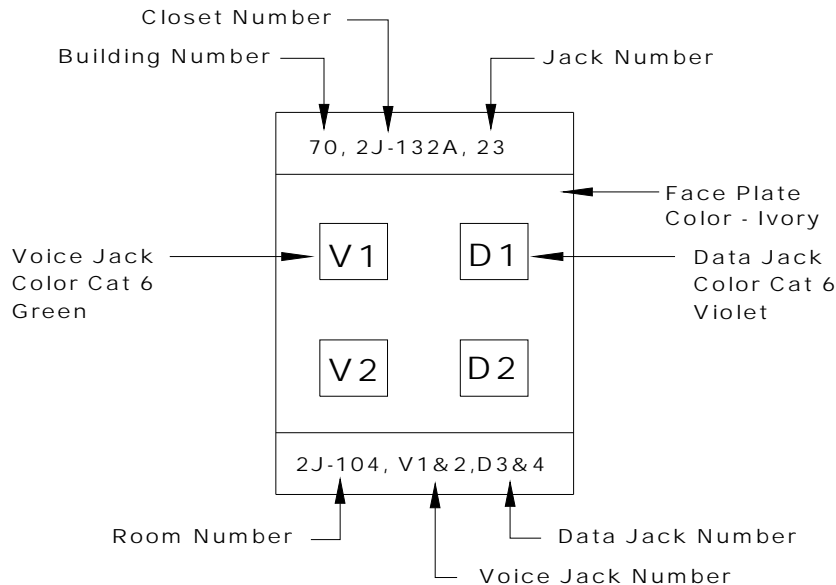 Closet Number
Building Number
Jack Number
70, 2J-132A, 23
Face Plate
Color - Ivory
Voice Jack
Color Cat 6
Green
V1
D1
Data Jack
Color Cat 6
Violet
V2
D2
2J-104, V1&2,D3&4
Room Number
Data Jack Number
Voice Jack Number